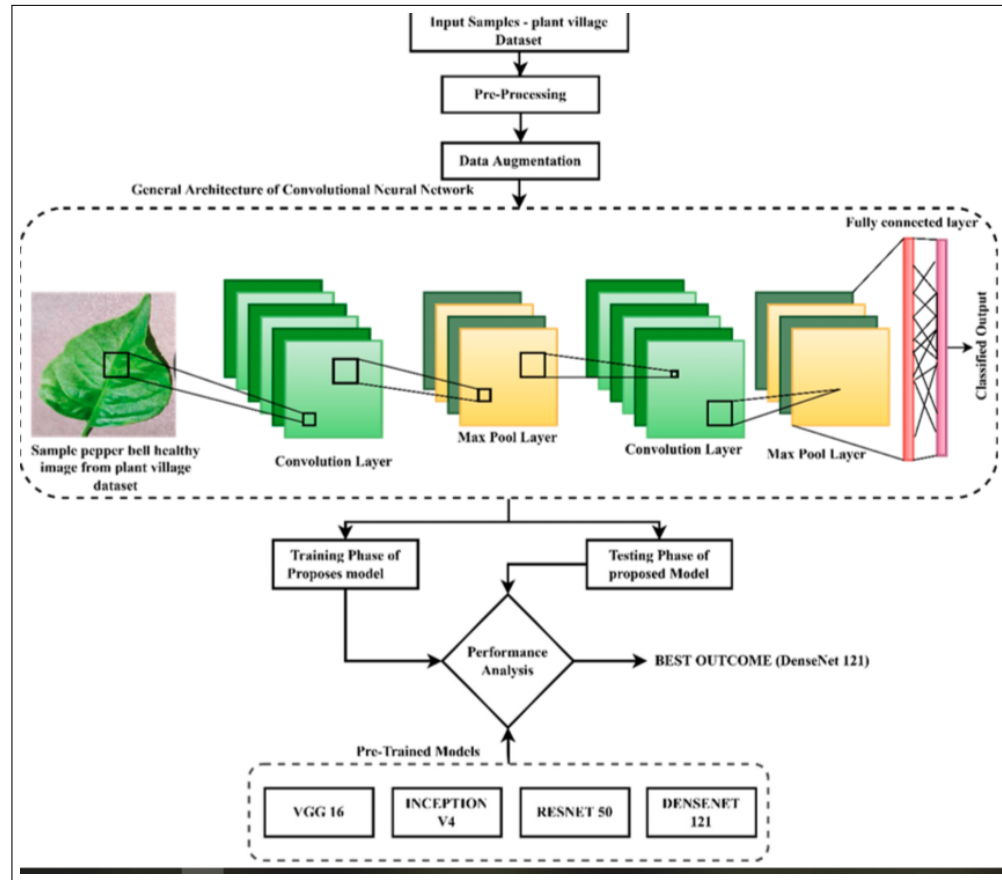 Input Samples - plant village
Dataset
Pre-Processing
Data Augmentation
General Architecture of Convolutional Neural Network
Fully connected layer
Classified Output
Sample pepper bell healthy
image from plant village
dataset
Convolution Layer
Max Pool Layer
Convolution Layer
Max Pool Layer
Training Phase of
Proposes model
Testing Phase of
proposed Model
Performance
Analysis
BEST OUTCOME (DenseNet 121)
Pre-Trained Models
VGG 16
INCEPTION
V4
RESNET 50
DENSENET
121